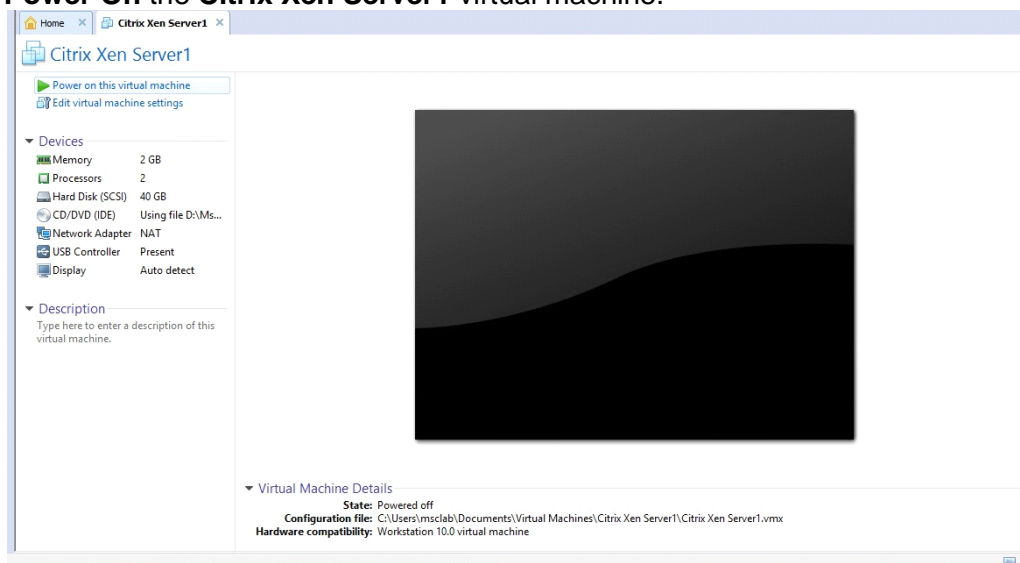 Power On the Citrix Xen Server1 virtual machine.
Home × Citrix Xen Server1 ×
Citrix Xen Server1
Power on this virtual machine
Edit virtual machine settings
Devices
Memory 2 GB
Processors 2
Hard Disk (SCSI) 40 GB
CD/DVD (IDE) Using file D:\Ms...
Network Adapter NAT
USB Controller Present
Display Auto detect
Description
Type here to enter a description of this
virtual machine.
Virtual Machine Details
State: Powered off
Configuration file: C:\Users\msclab\Documents\Virtual Machines\Citrix Xen Server1\Citrix Xen Server1.vmx
Hardware compatibility: Workstation 10.0 virtual machine